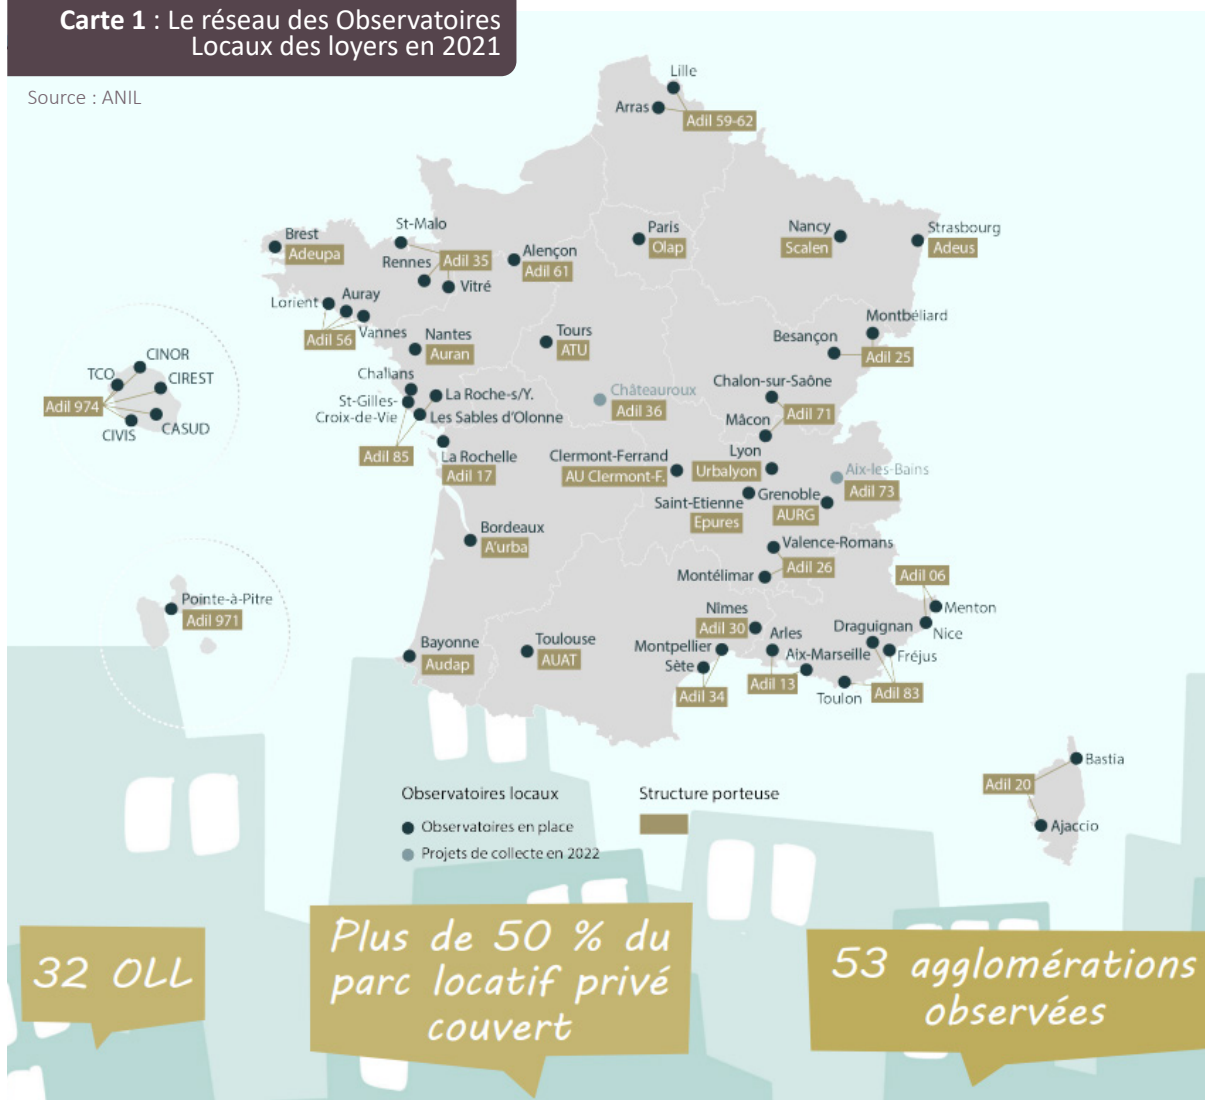 Carte 1 : Le réseau des Observatoires
Locaux des loyers en 2021
Source : ANIL
Lille
Arras
Adil 59-62
Brest
Adeupa
St-Malo
Rennes
Adil 35
Vitré
Alençon
Adil 61
Paris
Olap
Nancy
Scalen
Strasbourg
Adeus
Lorient
Auray
Vannes
Adil 56
Nantes
Auran
Tours
ATU
Montbéliard
Besançon
Adil 25
CINOR
TCO
CIREST
Adil 974
CIVIS
CASUD
Challans
St-Gilles-
Croix-de-Vie
La Roche-s/Y.
Les Sables d'Olonne
Adil 85
La Rochelle
Adil 17
Châteauroux
Adil 36
Chalon-sur-Saône
Adil 71
Mâcon
Clermont-Ferrand
AU Clermont-F.
Lyon
Urbalyon
Aix-les-Bains
Adil 73
Saint-Etienne
Epures
Grenoble
AURG
Bordeaux
A'urba
Valence-Romans
Adil 26
Montélimar
Adil 06
Menton
Nice
Pointe-à-Pitre
Adil 971
Nîmes
Adil 30
Arles
Draguignan
Fréjus
Bayonne
Audap
Toulouse
AUAT
Montpellier
Sète
Adil 34
Aix-Marseille
Adil 13
Toulon
Adil 83
Bastia
Adil 20
Ajaccio
Observatoires locaux
Observatoires en place
Projets de collecte en 2022
Structure porteuse
32 OLL
Plus de 50 % du
parc locatif privé
couvert
53 agglomérations
observées